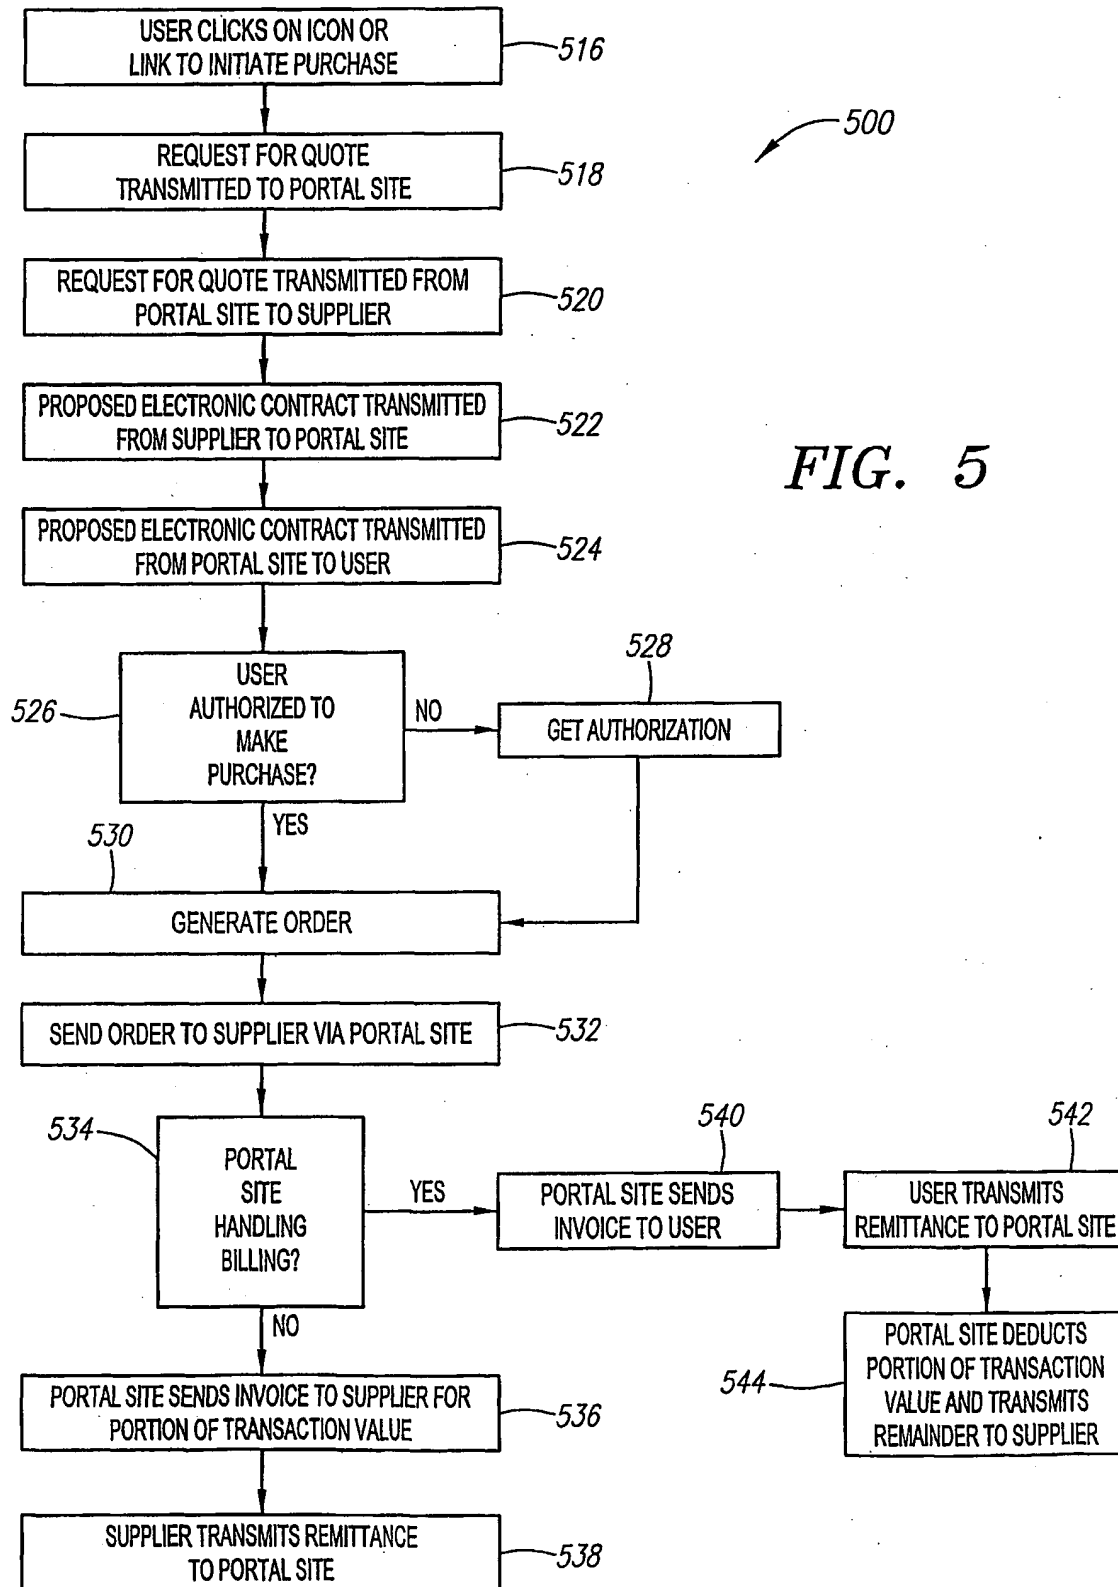 USER CLICKS ON ICON OR
LINK TO INITIATE PURCHASE
516
500
REQUEST FOR QUOTE
TRANSMITTED TO PORTAL SITE
518
REQUEST FOR QUOTE TRANSMITTED FROM
PORTAL SITE TO SUPPLIER
520
PROPOSED ELECTRONIC CONTRACT TRANSMITTED
FROM SUPPLIER TO PORTAL SITE
522
FIG. 5
PROPOSED ELECTRONIC CONTRACT TRANSMITTED
FROM PORTAL SITE TO USER
524
526
USER
AUTHORIZED TO
MAKE
PURCHASE?
NO
528
GET AUTHORIZATION
YES
530
GENERATE ORDER
SEND ORDER TO SUPPLIER VIA PORTAL SITE
532
534
PORTAL
SITE
HANDLING
BILLING?
YES
540
PORTAL SITE SENDS
INVOICE TO USER
542
USER TRANSMITS
REMITTANCE TO PORTAL SITE
NO
544
PORTAL SITE DEDUCTS
PORTION OF TRANSACTION
VALUE AND TRANSMITS
REMAINDER TO SUPPLIER
PORTAL SITE SENDS INVOICE TO SUPPLIER FOR
PORTION OF TRANSACTION VALUE
536
SUPPLIER TRANSMITS REMITTANCE
TO PORTAL SITE
538